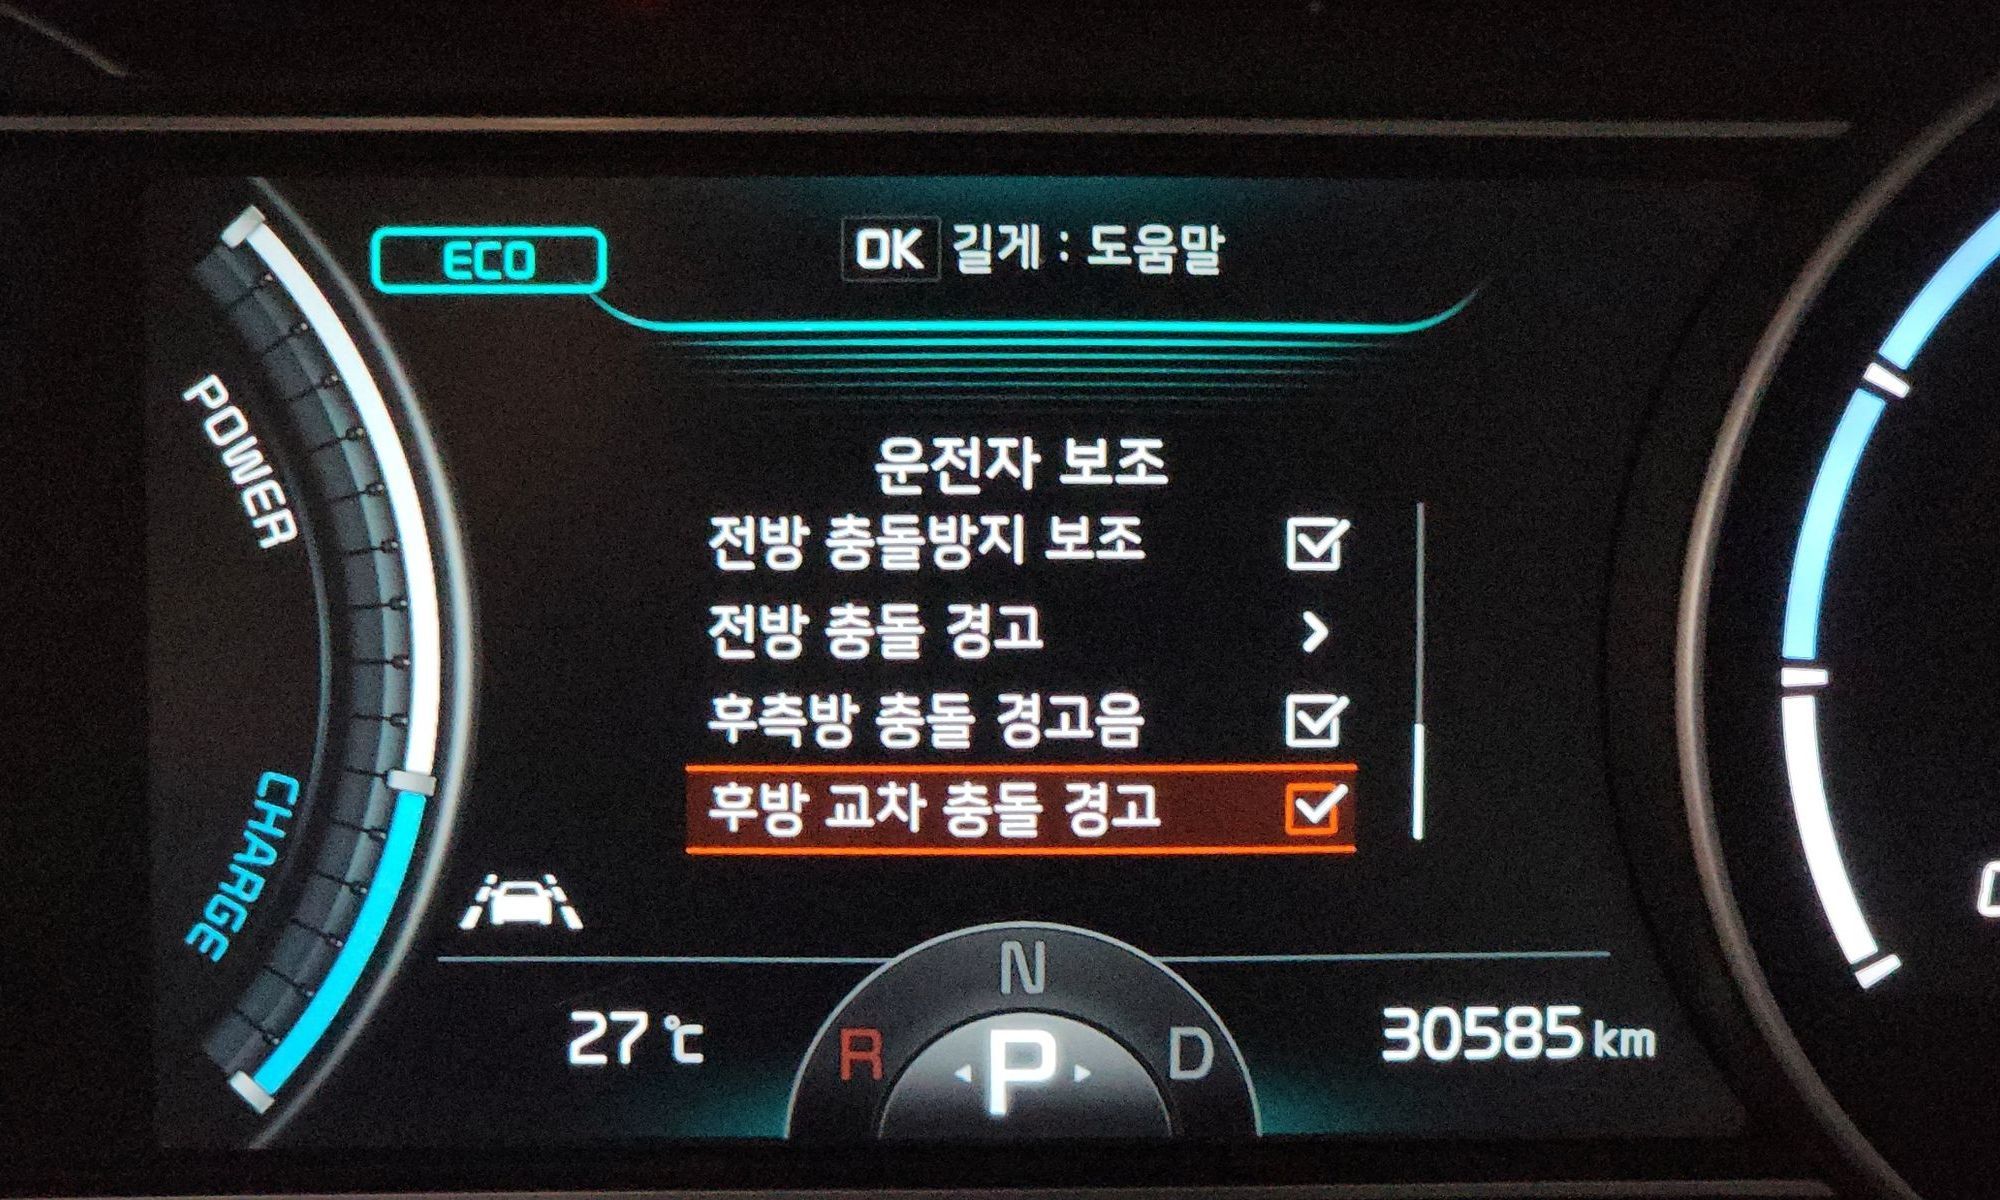 ECO
OK 길게 : 도움말
POWER
CHARGE
운전자 보조
전방 충돌방지 보조
전방 충돌 경고
후측방 충돌 경고음
후방 교차 충돌 경고
27 ℃
R N D
P
30585 km